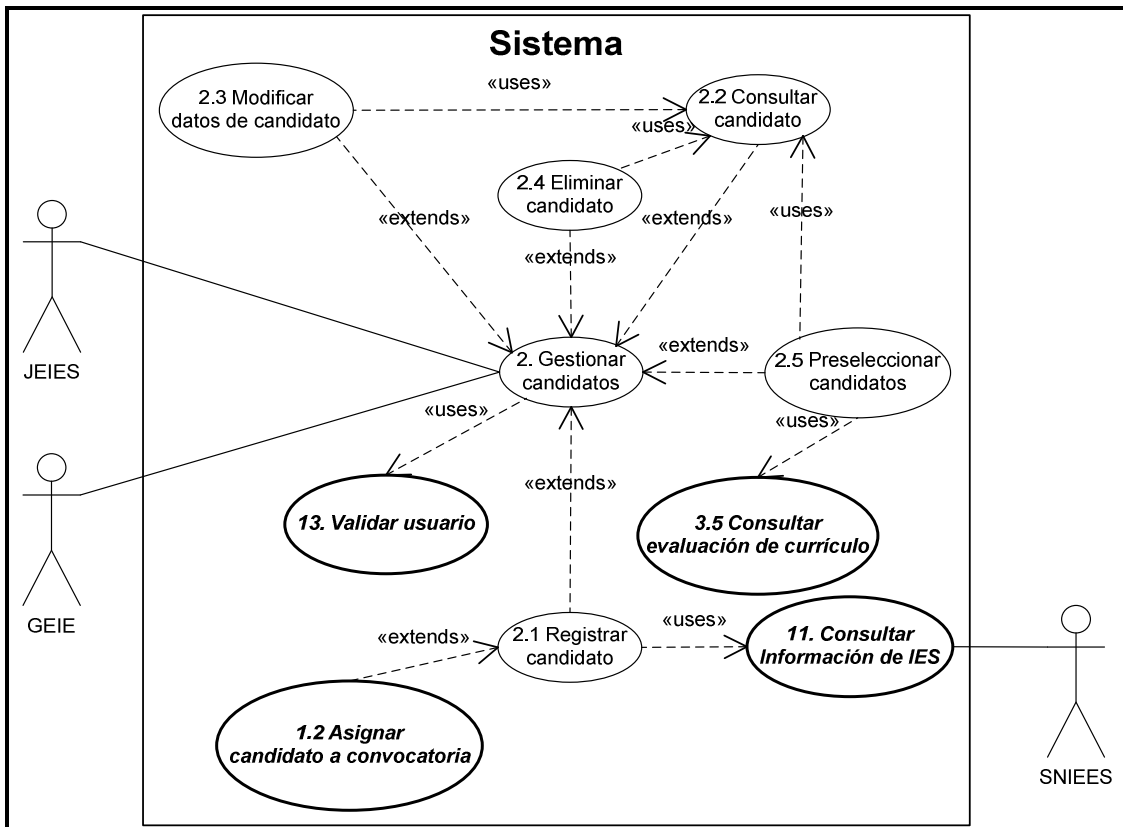 Sistema
«uses»
2.3 Modificar
datos de candidato
2.2 Consultar
candidato
«uses»
2.4 Eliminar
candidato
«extends»
«extends»
«uses»
«extends»
JEIES
2. Gestionar
candidatos
«extends»
2.5 Preseleccionar
candidatos
«uses»
«uses»
«extends»
13. Validar usuario
3.5 Consultar
evaluación de currículo
GEIE
«extends»
2.1 Registrar
candidato
«uses»
11. Consultar
Información de IES
1.2 Asignar
candidato a convocatoria
SNIEES